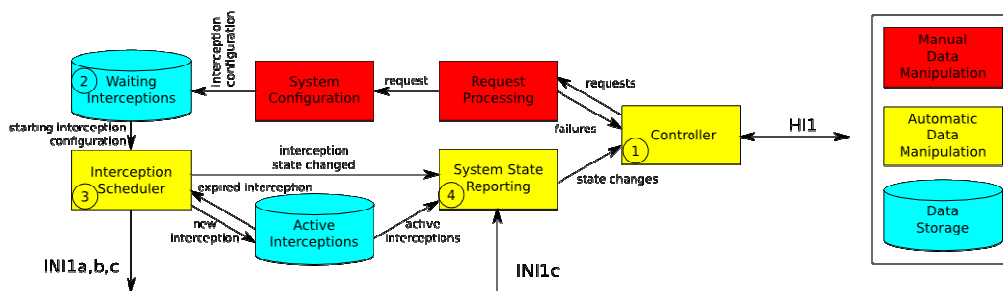 Interception
configuration
2
Waiting
Interceptions
System
Configuration
request
Request
Processing
requests
failures
Controller
1
HI1
starting interception
configuration
Interception
Scheduler
3
interception
state changed
expired interception
System State
Reporting
4
state changes
new
interception
Active
Interceptions
active
interceptions
INI1a,b,c
INI1c
Manual
Data
Manipulation
Automatic
Data
Manipulation
Data
Storage